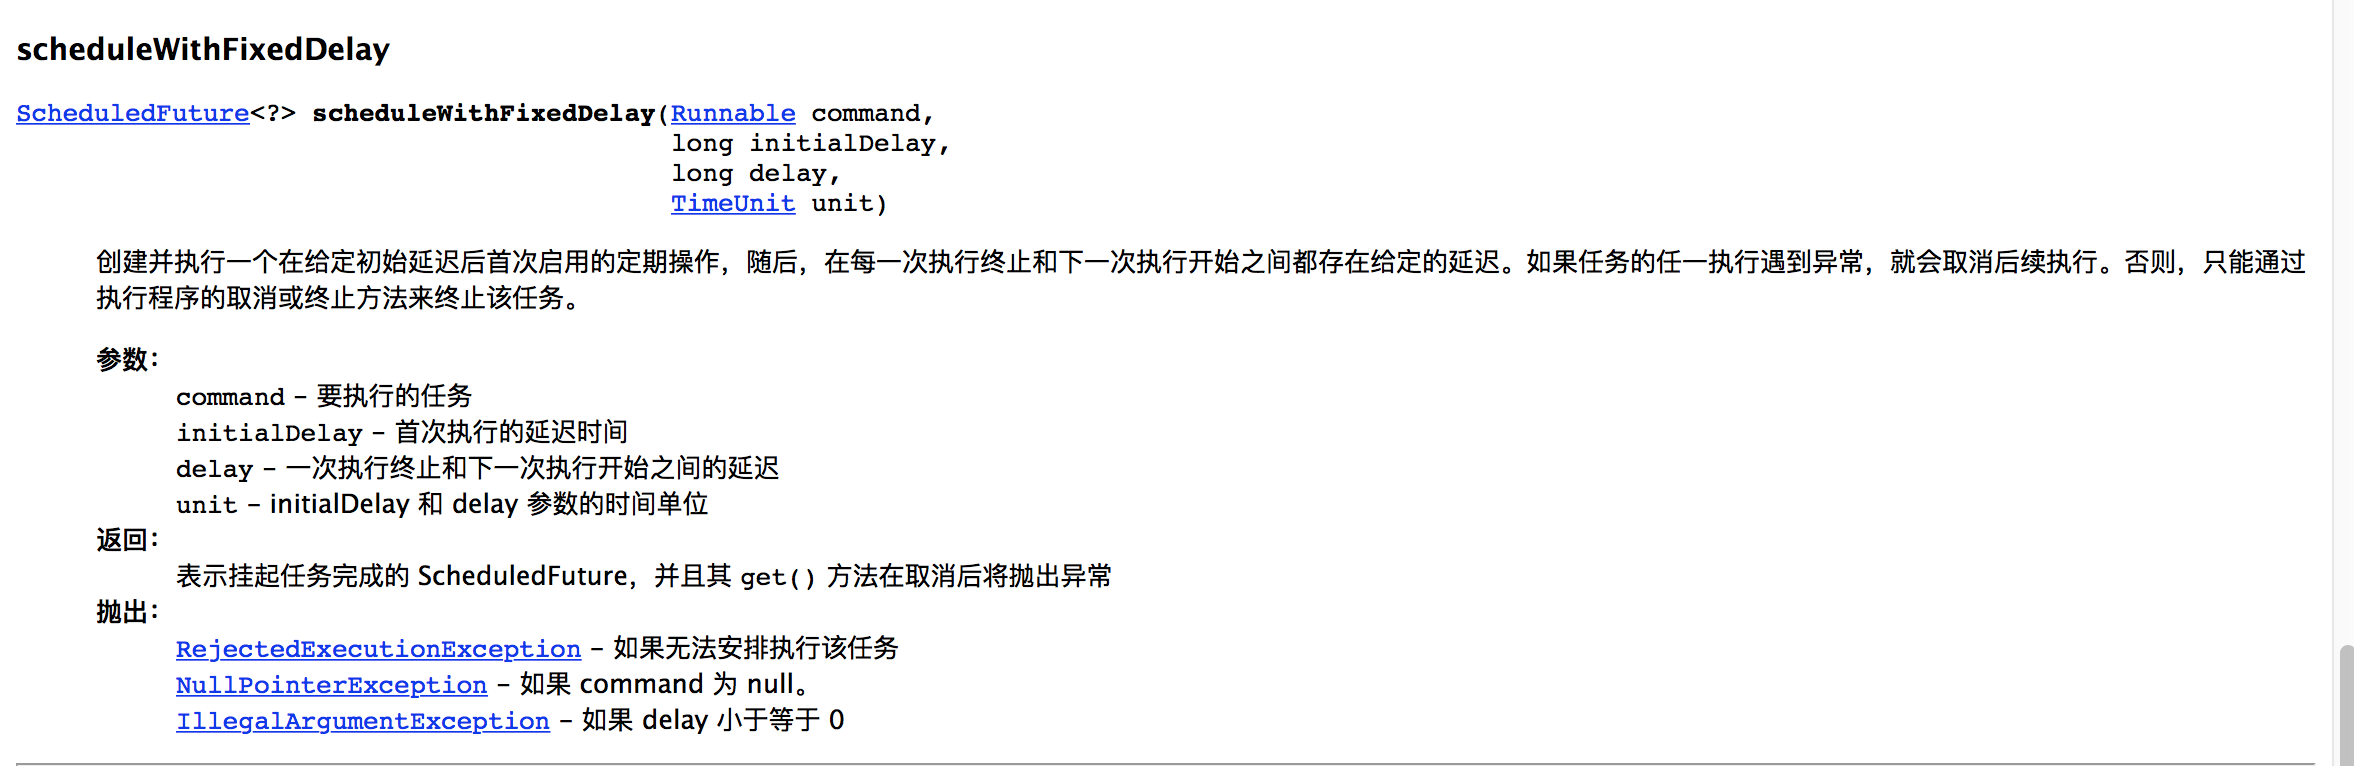 scheduleWithFixedDelay
ScheduledFuture<?> scheduleWithFixedDelay(Runnable command,
long initialDelay,
long delay,
TimeUnit unit)
创建并执行一个在给定初始延迟后首次启用的定期操作，随后，在每一次执行终止和下一次执行开始之间都存在给定的延迟。如果任务的任一执行遇到异常，就会取消后续执行。否则，只能通过
执行程序的取消或终止方法来终止该任务。
参数：
command - 要执行的任务
initialDelay - 首次执行的延迟时间
delay - 一次执行终止和下一次执行开始之间的延迟
unit - initialDelay 和 delay 参数的时间单位
返回：
表示挂起任务完成的 ScheduledFuture，并且其 get() 方法在取消后将抛出异常
抛出：
RejectedExecutionException - 如果无法安排执行该任务
NullPointerException - 如果 command 为 null。
IllegalArgumentException - 如果 delay 小于等于 0